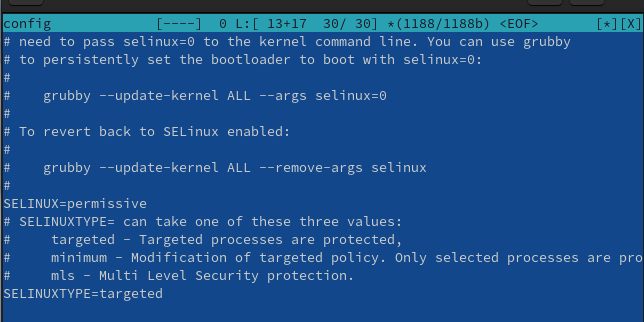 config [----] 0 L:[ 13+17 30/ 30] *(1188/1188b) <EOF> [*][X]
# need to pass selinux=0 to the kernel command line. You can use grubby
# to persistently set the bootloader to boot with selinux=0:
#
#    grubby --update-kernel ALL --args selinux=0
#
# To revert back to SELinux enabled:
#
#    grubby --update-kernel ALL --remove-args selinux
#
SELINUX=permissive
# SELINUXTYPE= can take one of these three values:
#     targeted - Targeted processes are protected,
#     minimum - Modification of targeted policy. Only selected processes are pro
#     mls - Multi Level Security protection.
SELINUXTYPE=targeted